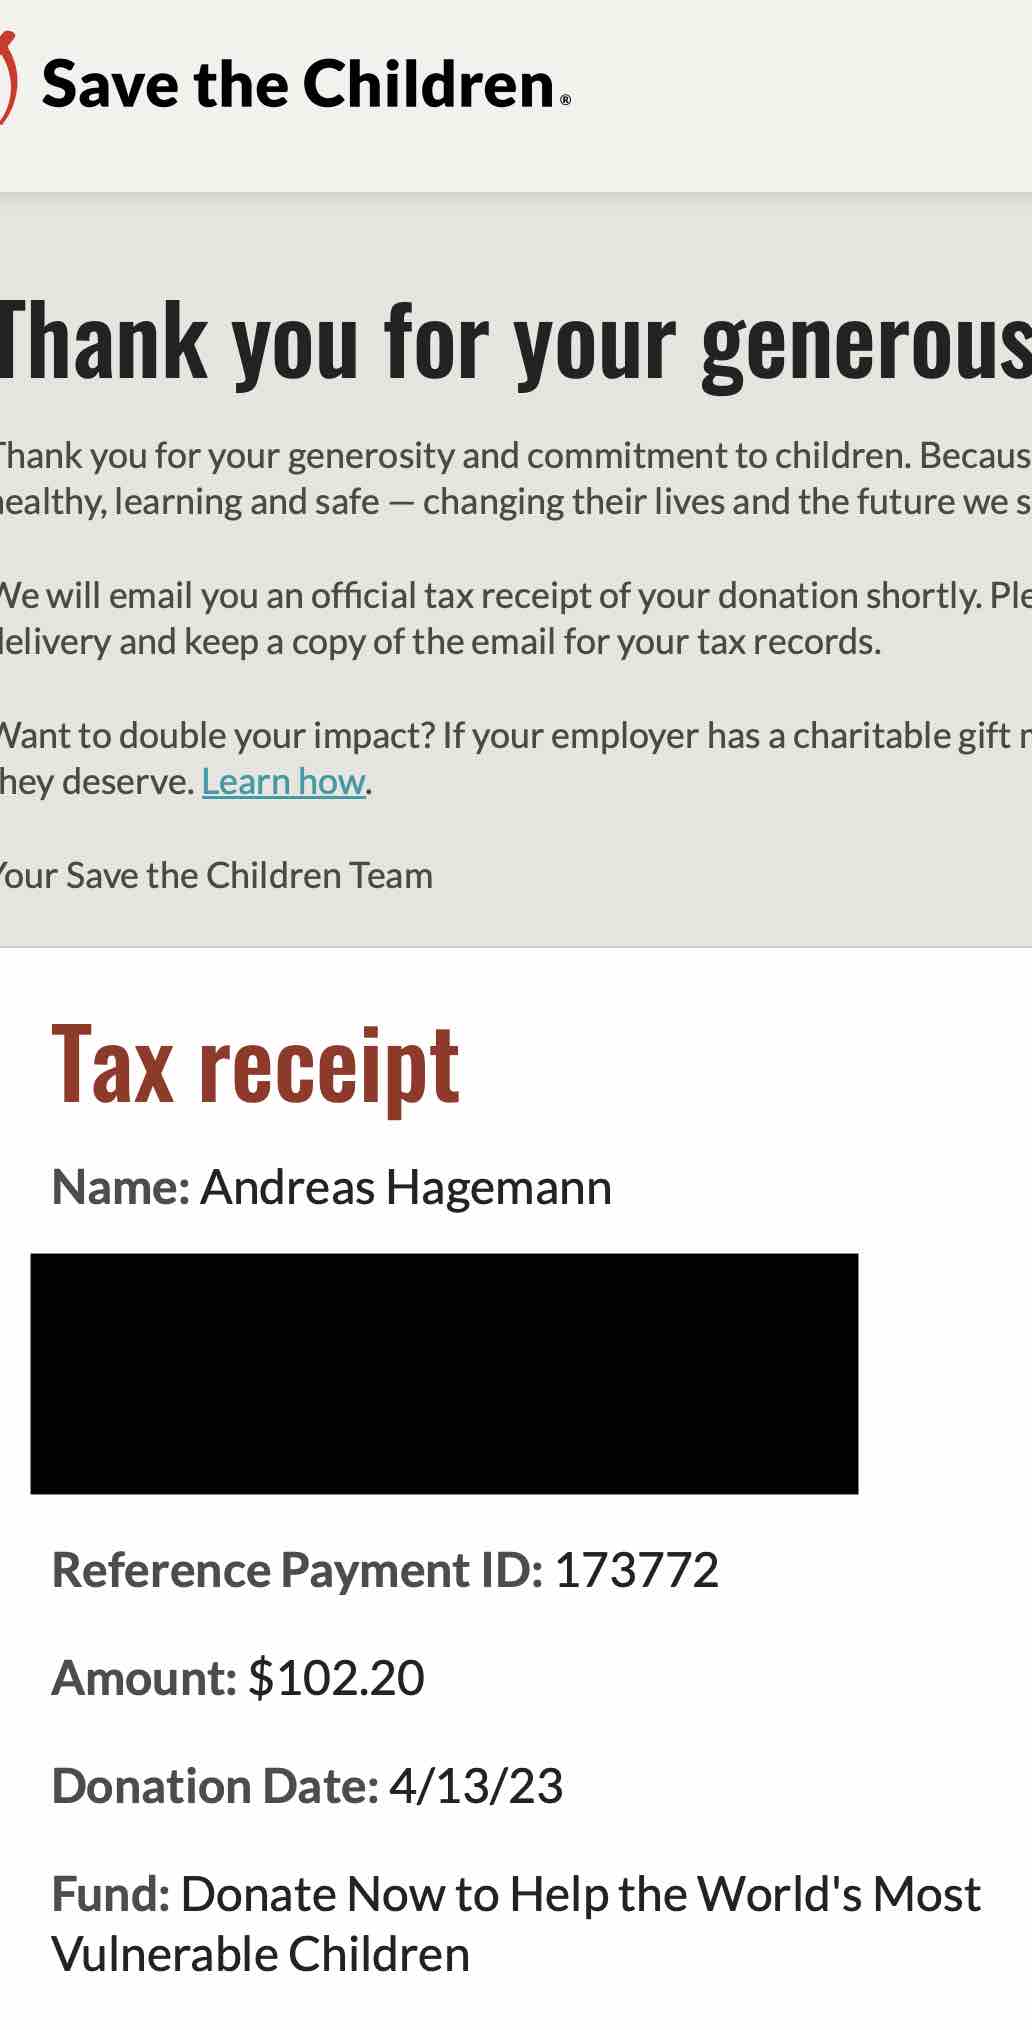 Save the Children®
Thank you for your generous
Thank you for your generosity and commitment to children. Becaus
healthy, learning and safe — changing their lives and the future we s
We will email you an official tax receipt of your donation shortly. Ple
delivery and keep a copy of the email for your tax records.
Want to double your impact? If your employer has a charitable gift
they deserve. Learn how.
Your Save the Children Team
Tax receipt
Name: Andreas Hagemann
Reference Payment ID: 173772
Amount: $102.20
Donation Date: 4/13/23
Fund: Donate Now to Help the World's Most
Vulnerable Children